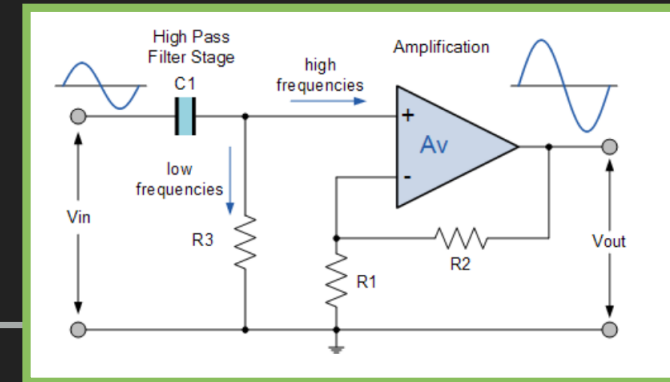 High Pass
Filter Stage
C1
high
frequencies
Amplification
+
Av
-
low
frequencies
Vin
R3
R1
R2
Vout